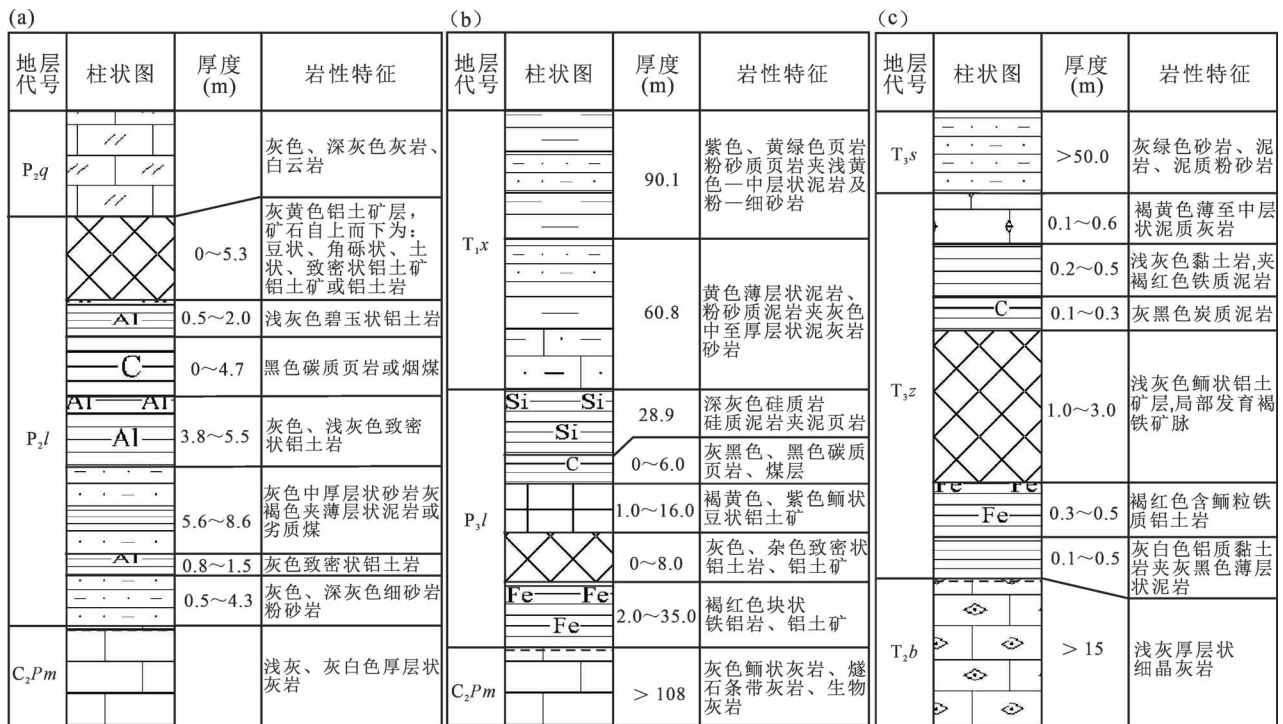 (a)
地层
代号
柱状图
厚度
(m)
岩性特征
P₂q
灰色、深灰色灰岩、
白云岩
P₂l
0～5.3
灰黄色铝土矿层，
矿石自上而下为：
豆状、角砾状、土
状、致密状铝土矿
铝土矿或铝土岩
Al
0.5～2.0
浅灰色碧玉状铝土岩
C
0～4.7
黑色碳质页岩或烟煤
Al Al
Al
3.8～5.5
灰色、浅灰色致密
状铝土岩
5.6～8.6
灰色中厚层状砂岩灰
褐色夹薄层状泥岩或
劣质煤
Al
0.8～1.5
灰色致密状铝土岩
0.5～4.3
灰色、深灰色细砂岩
粉砂岩
C₂Pm
浅灰、灰白色厚层状
灰岩
(b)
地层
代号
柱状图
厚度
(m)
岩性特征
T₁x
90.1
紫色、黄绿色页岩
粉砂质页岩夹浅黄
色—中层状泥岩及
粉—细砂岩
60.8
黄色薄层状泥岩、
粉砂质泥岩夹灰色
中至厚层状泥灰岩
砂岩
P₃l
Si Si
Si
28.9
深灰色硅质岩
硅质泥岩夹泥页岩
C
0～6.0
灰黑色、黑色碳质
页岩、煤层
1.0～16.0
褐黄色、紫色鲕状
豆状铝土矿
0～8.0
灰色、杂色致密状
铝土岩、铝土矿
Fe Fe
Fe
2.0～35.0
褐红色块状
铁铝岩、铝土矿
C₂Pm
> 108
灰色鲕状灰岩、燧
石条带灰岩、生物
灰岩
(c)
地层
代号
柱状图
厚度
(m)
岩性特征
T₃s
>50.0
灰绿色砂岩、泥
岩、泥质粉砂岩
T₃z
0.1～0.6
褐黄色薄至中层
状泥质灰岩
0.2～0.5
浅灰色黏土岩,夹
褐红色铁质泥岩
C
0.1～0.3
灰黑色炭质泥岩
1.0～3.0
浅灰色鲕状铝土
矿层,局部发育褐
铁矿脉
Fe Fe
Fe
0.3～0.5
褐红色含鲕粒铁
质铝土岩
0.1～0.5
灰白色铝质黏土
岩夹灰黑色薄层
状泥岩
T₂b
> 15
浅灰厚层状
细晶灰岩